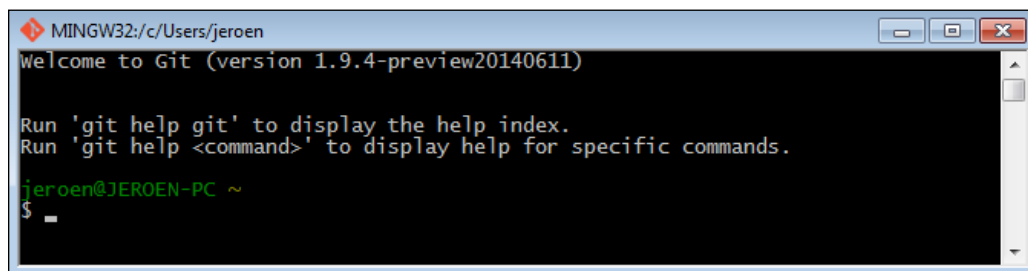 MINGW32:/c/Users/jeroen
Welcome to Git (version 1.9.4-preview20140611)
Run 'git help git' to display the help index.
Run 'git help <command>' to display help for specific commands.
jeroen@JEROEN-PC ~
$